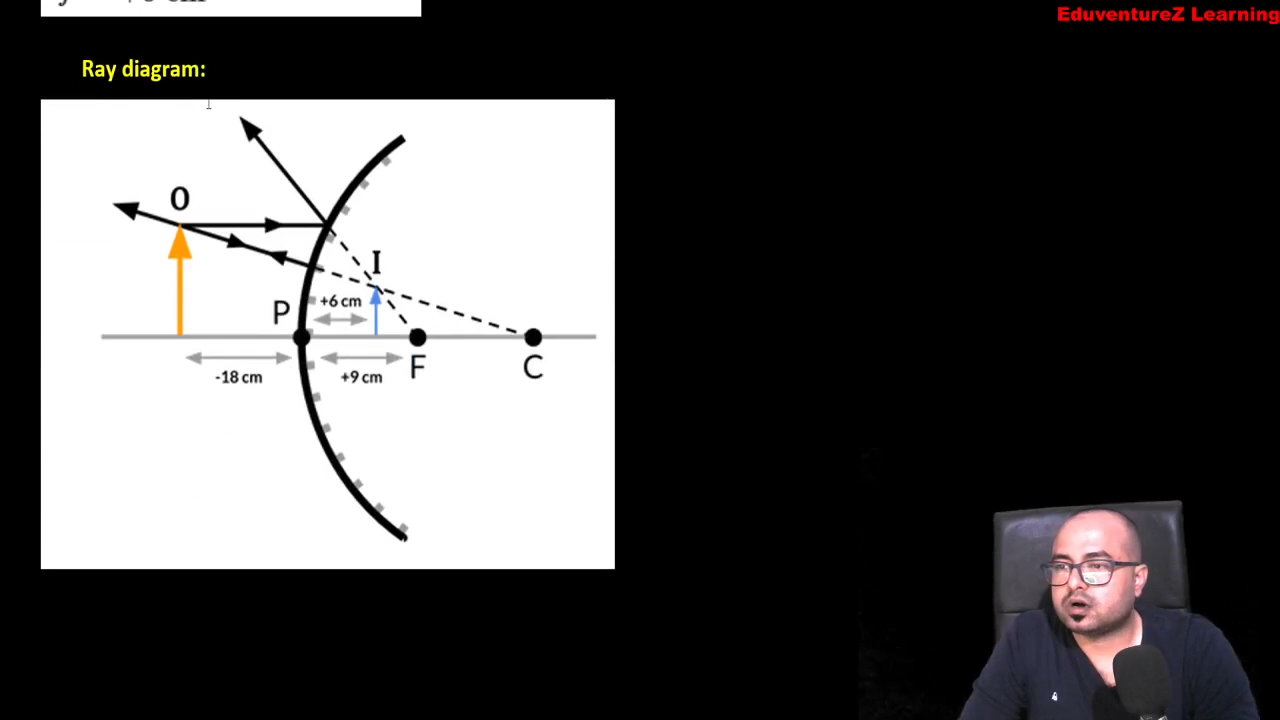 EduventureZ Learning
Ray diagram:
O
I
+6 cm
P
F
C
-18 cm
+9 cm